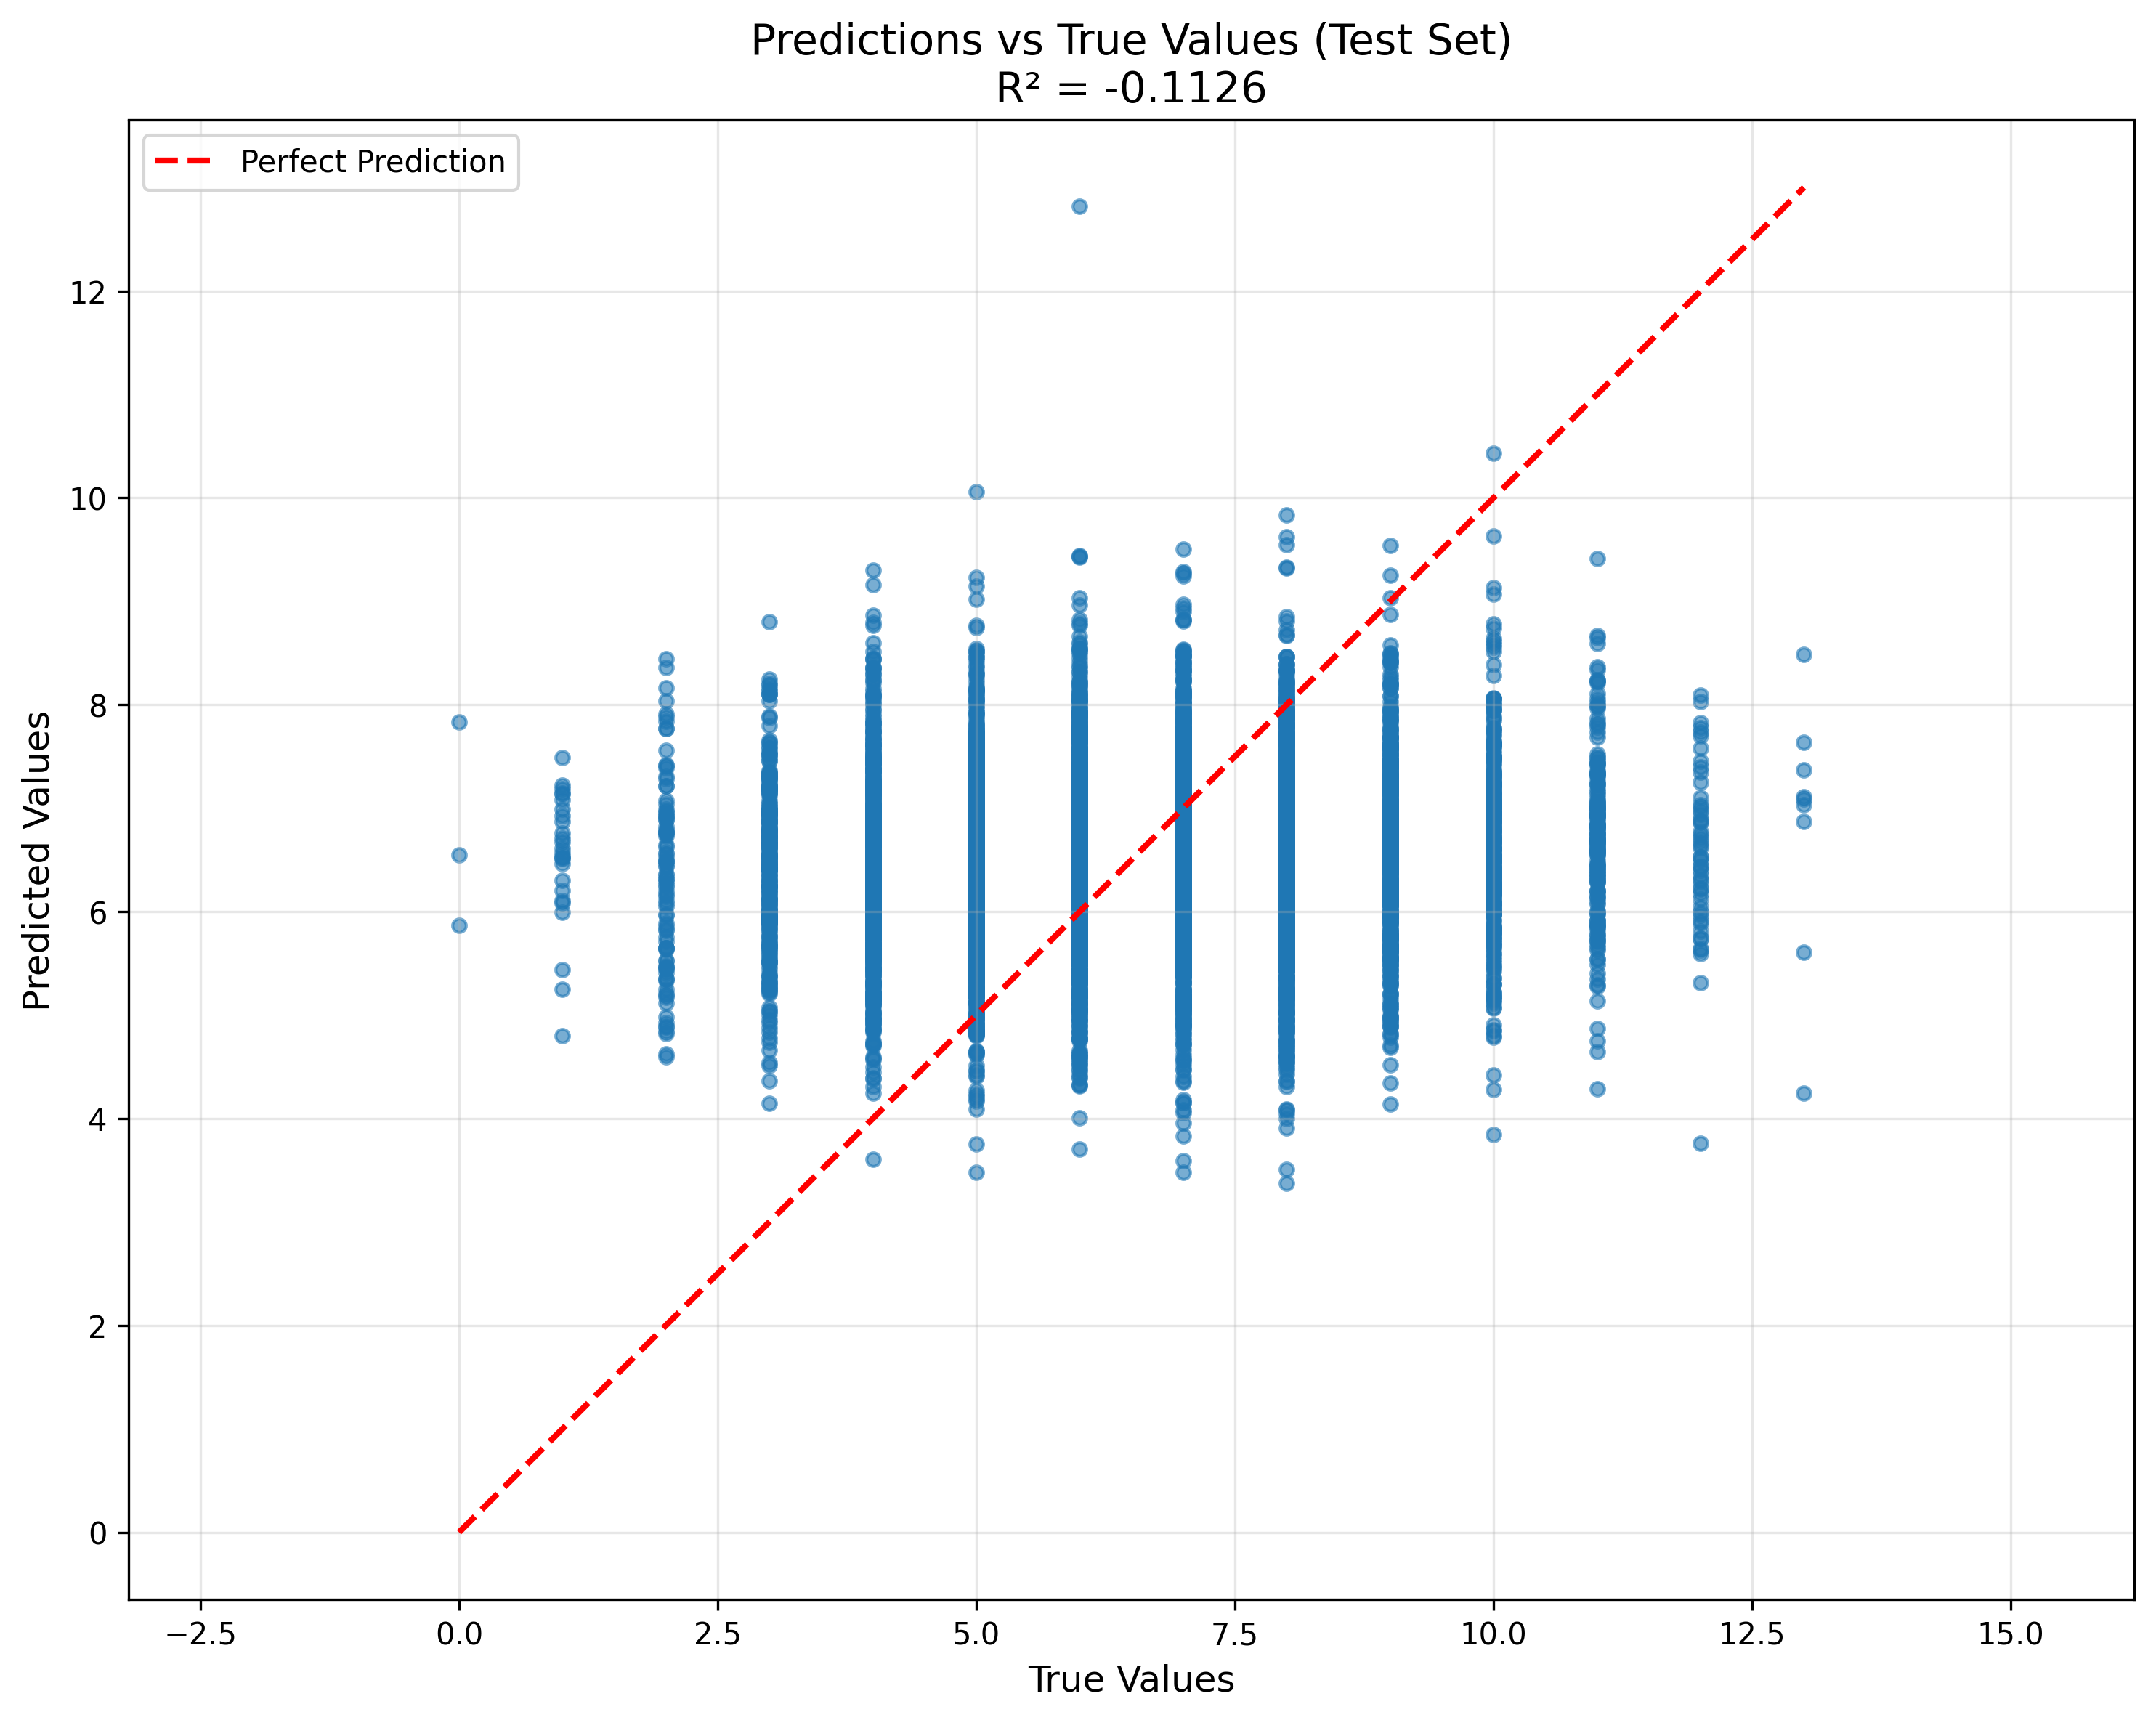 Predictions vs True Values (Test Set)
R² = -0.1126
Perfect Prediction
Predicted Values
12
10
8
6
4
2
0
−2.5 0.0 2.5 5.0 7.5 10.0 12.5 15.0
True Values